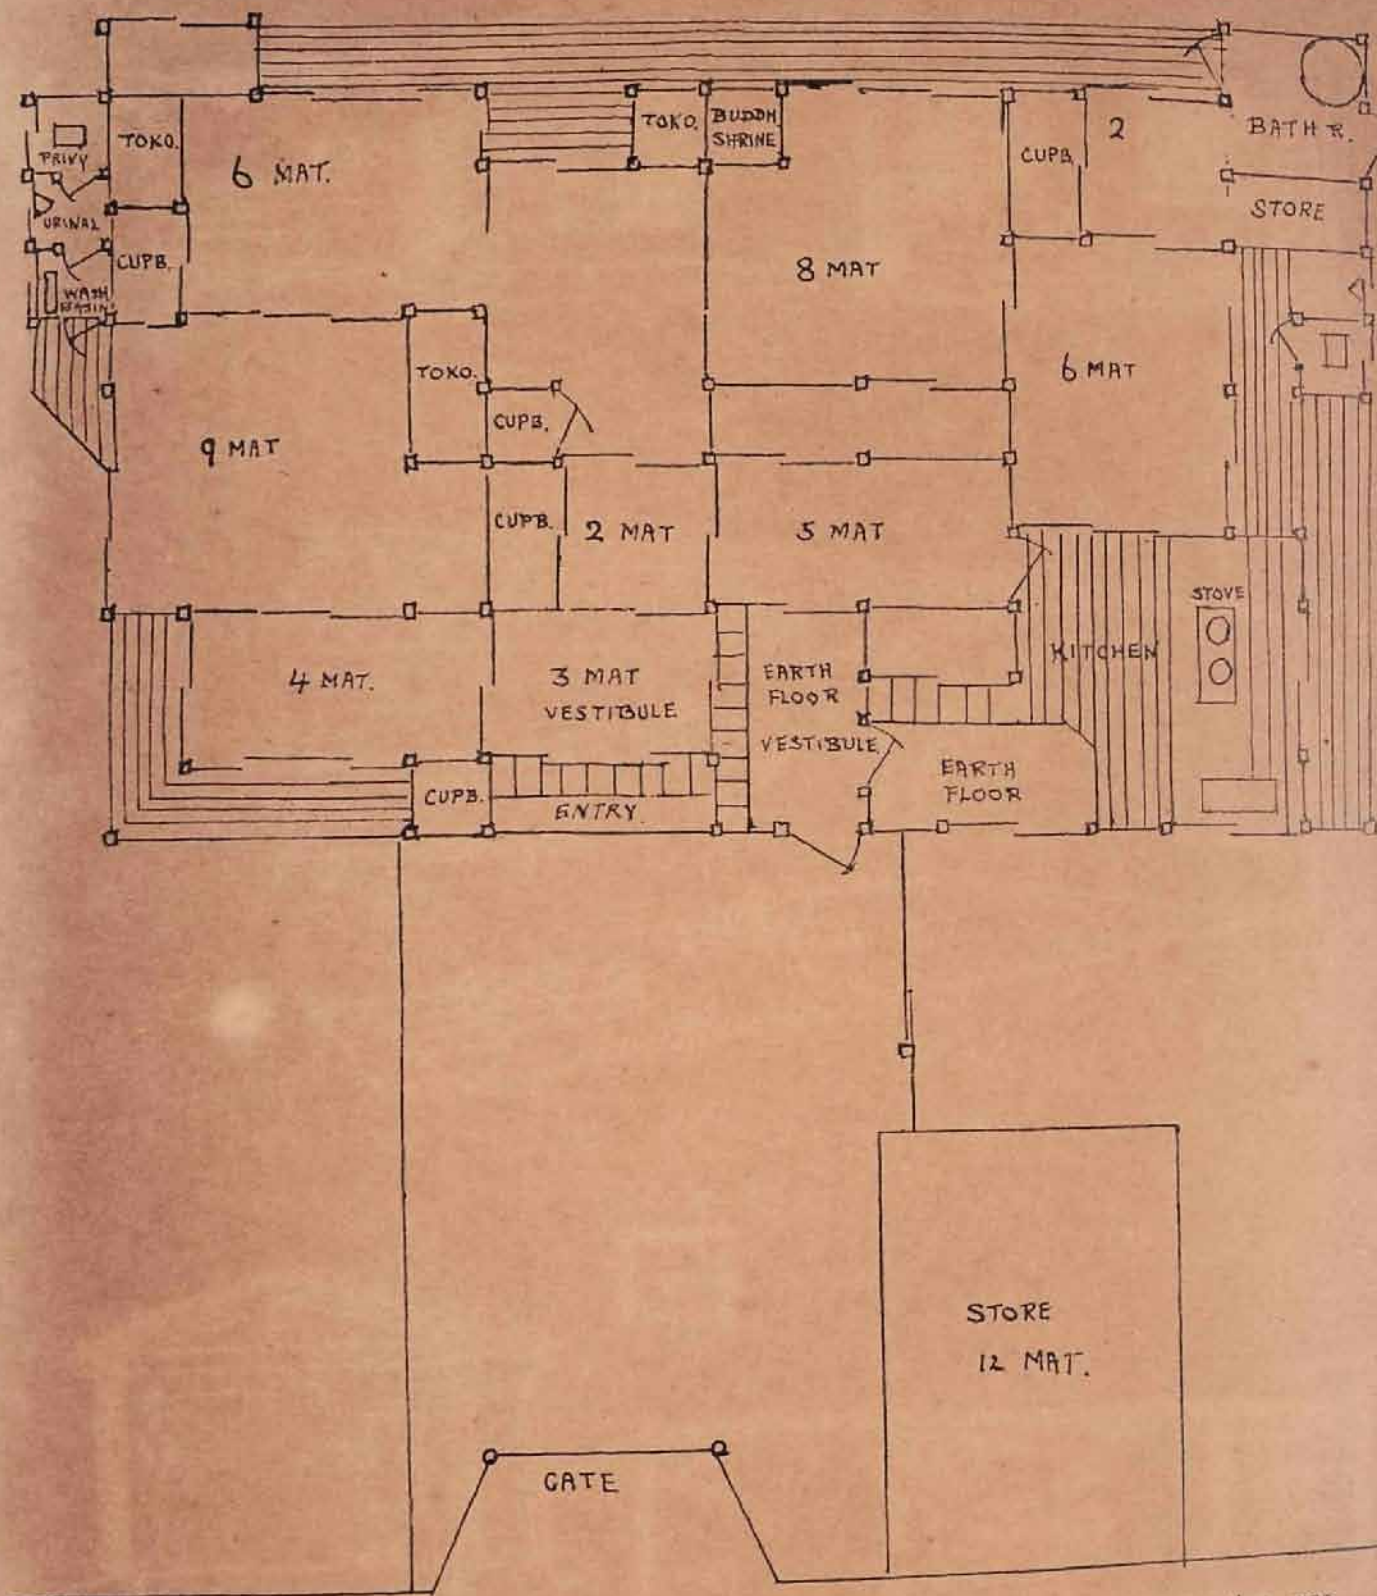 TOKO.
6 MAT.
TOKO.
BUDDH
SHRINE
CUPB.
2
BATH R.
STORE
PRIVY
URINAL
CUPB.
WASH
BASIN
8 MAT
6 MAT
TOKO.
CUPB.
9 MAT
CUPB.
2 MAT
5 MAT
STOVE
KITCHEN
4 MAT.
3 MAT
VESTIBULE
EARTH
FLOOR
VESTIBULE
EARTH
FLOOR
CUPB.
ENTRY.
STORE
12 MAT.
GATE